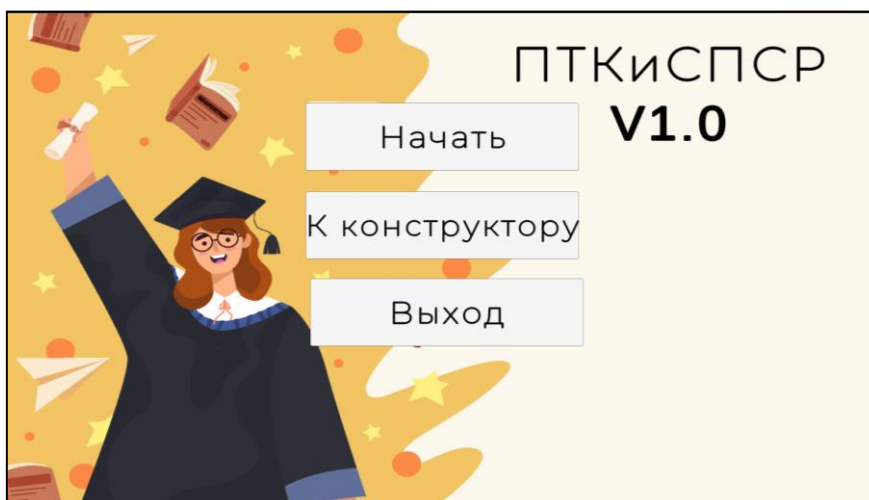 ПТКиСПСР
V1.0
Начать
К конструктору
Выход